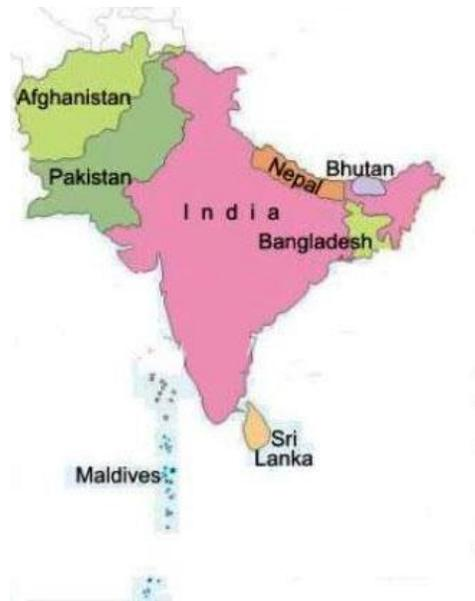 Afghanistan
Pakistan
Nepal
Bhutan
I n d i a
Bangladesh
Sri
Lanka
Maldives